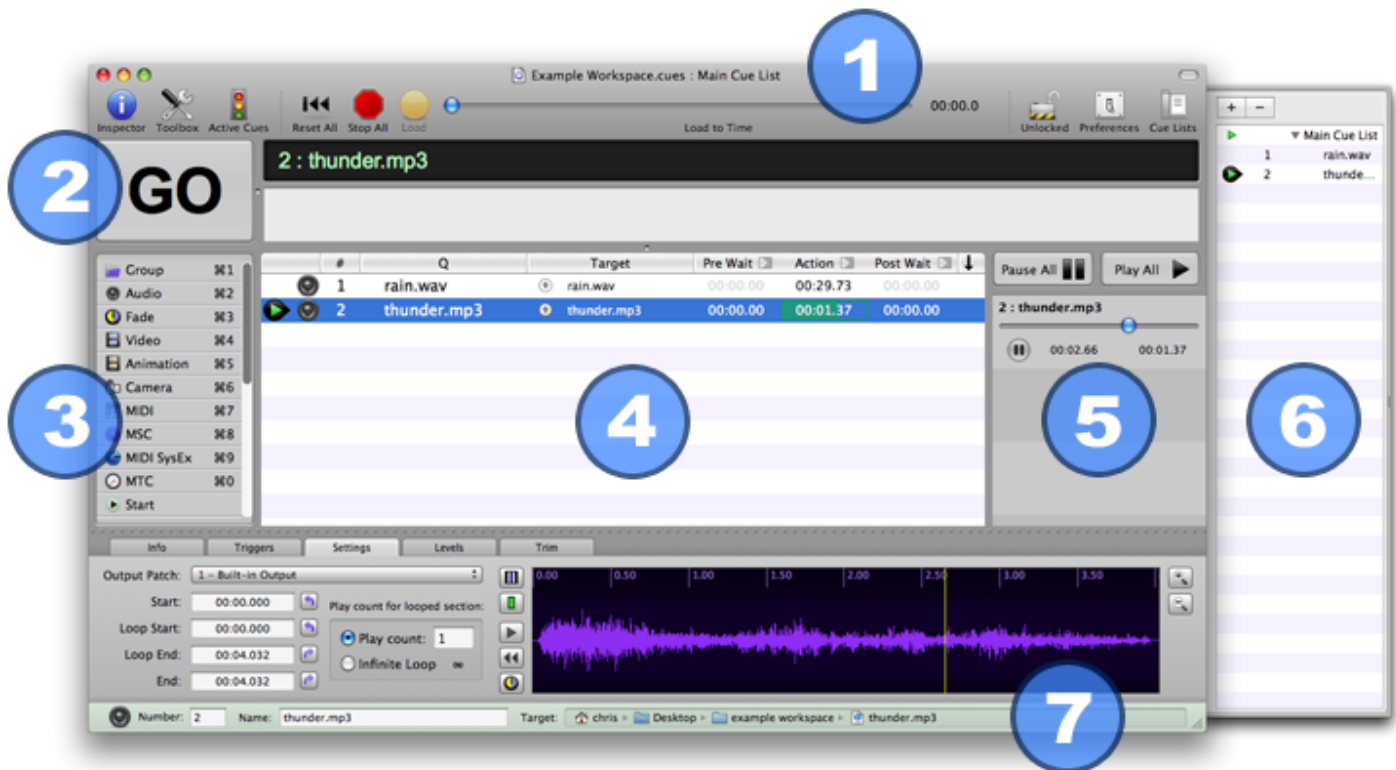 1
Example Workspace.cues : Main Cue List
Inspector Toolbox Active Cues Reset All Stop All Load Load to Time 00:00.0 Unlocked Preferences Cue Lists
+ −
2
GO
2 : thunder.mp3
Main Cue List
1 rain.wav
2 thunde...
# Q Target Pre Wait Action Post Wait
1 rain.wav rain.wav 00:00.00 00:29.73 00:00.00
2 thunder.mp3 thunder.mp3 00:00.00 00:01.37 00:00.00
Group ⌘1
Audio ⌘2
Fade ⌘3
Video ⌘4
Animation ⌘5
Camera ⌘6
MIDI ⌘7
MSC ⌘8
MIDI SysEx ⌘9
MTC ⌘0
Start
3
4
Pause All Play All
2 : thunder.mp3
00:02.66 00:01.37
5
6
Info Triggers Settings Levels Trim
Output Patch: 1 - Built-in Output
Start: 00:00.000
Loop Start: 00:00.000
Loop End: 00:04.032
End: 00:04.032
Play count for looped section:
Play count: 1
Infinite Loop ∞
0.00 0.50 1.00 1.50 2.00 2.50 3.00 3.50
7
Number: 2 Name: thunder.mp3 Target: chris Desktop example workspace thunder.mp3